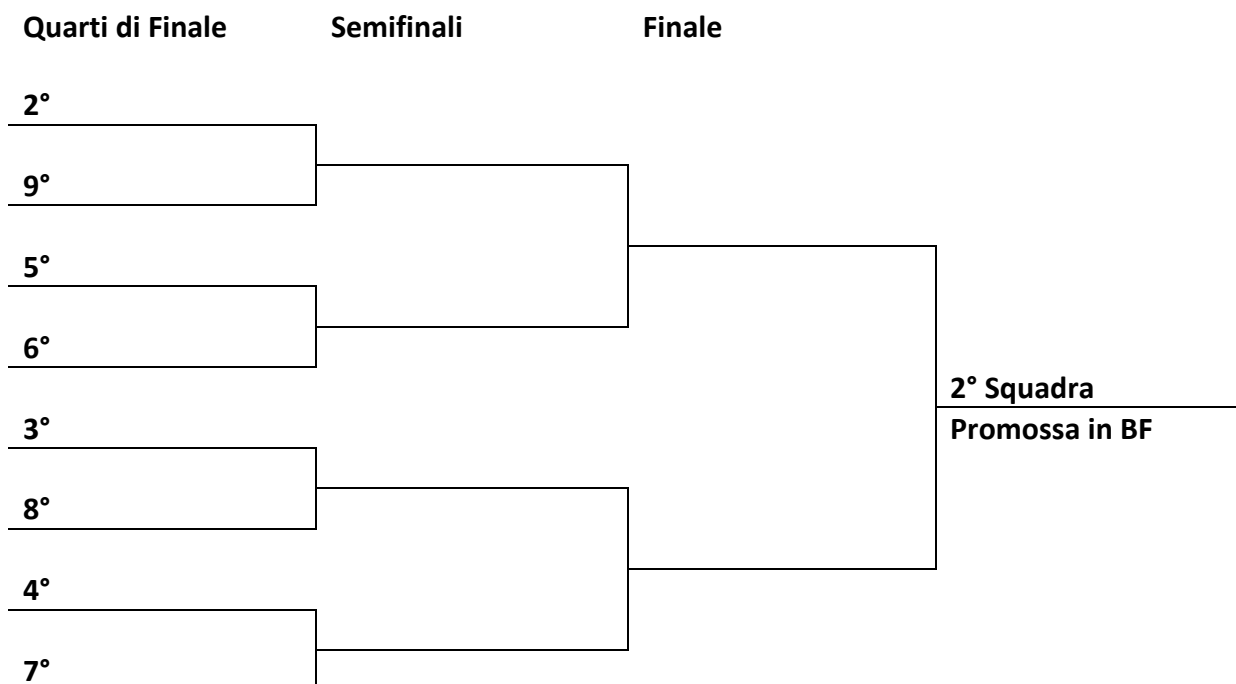 Quarti di Finale Semifinali Finale
2°
9°
5°
6°
2° Squadra
3°
Promossa in BF
8°
4°
7°